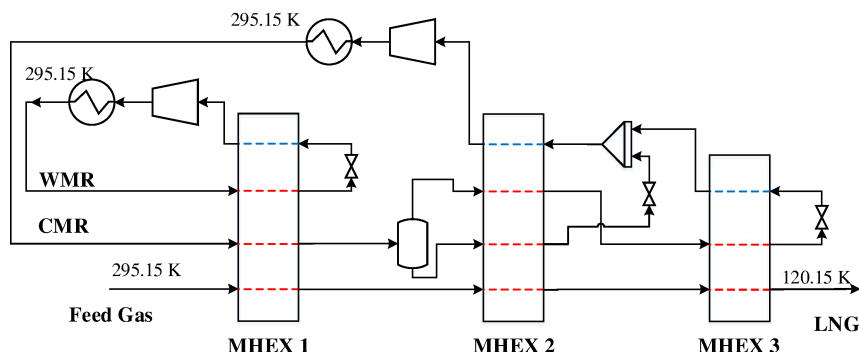 295.15 K
295.15 K
WMR
CMR
295.15 K
120.15 K
Feed Gas
LNG
MHEX 1
MHEX 2
MHEX 3